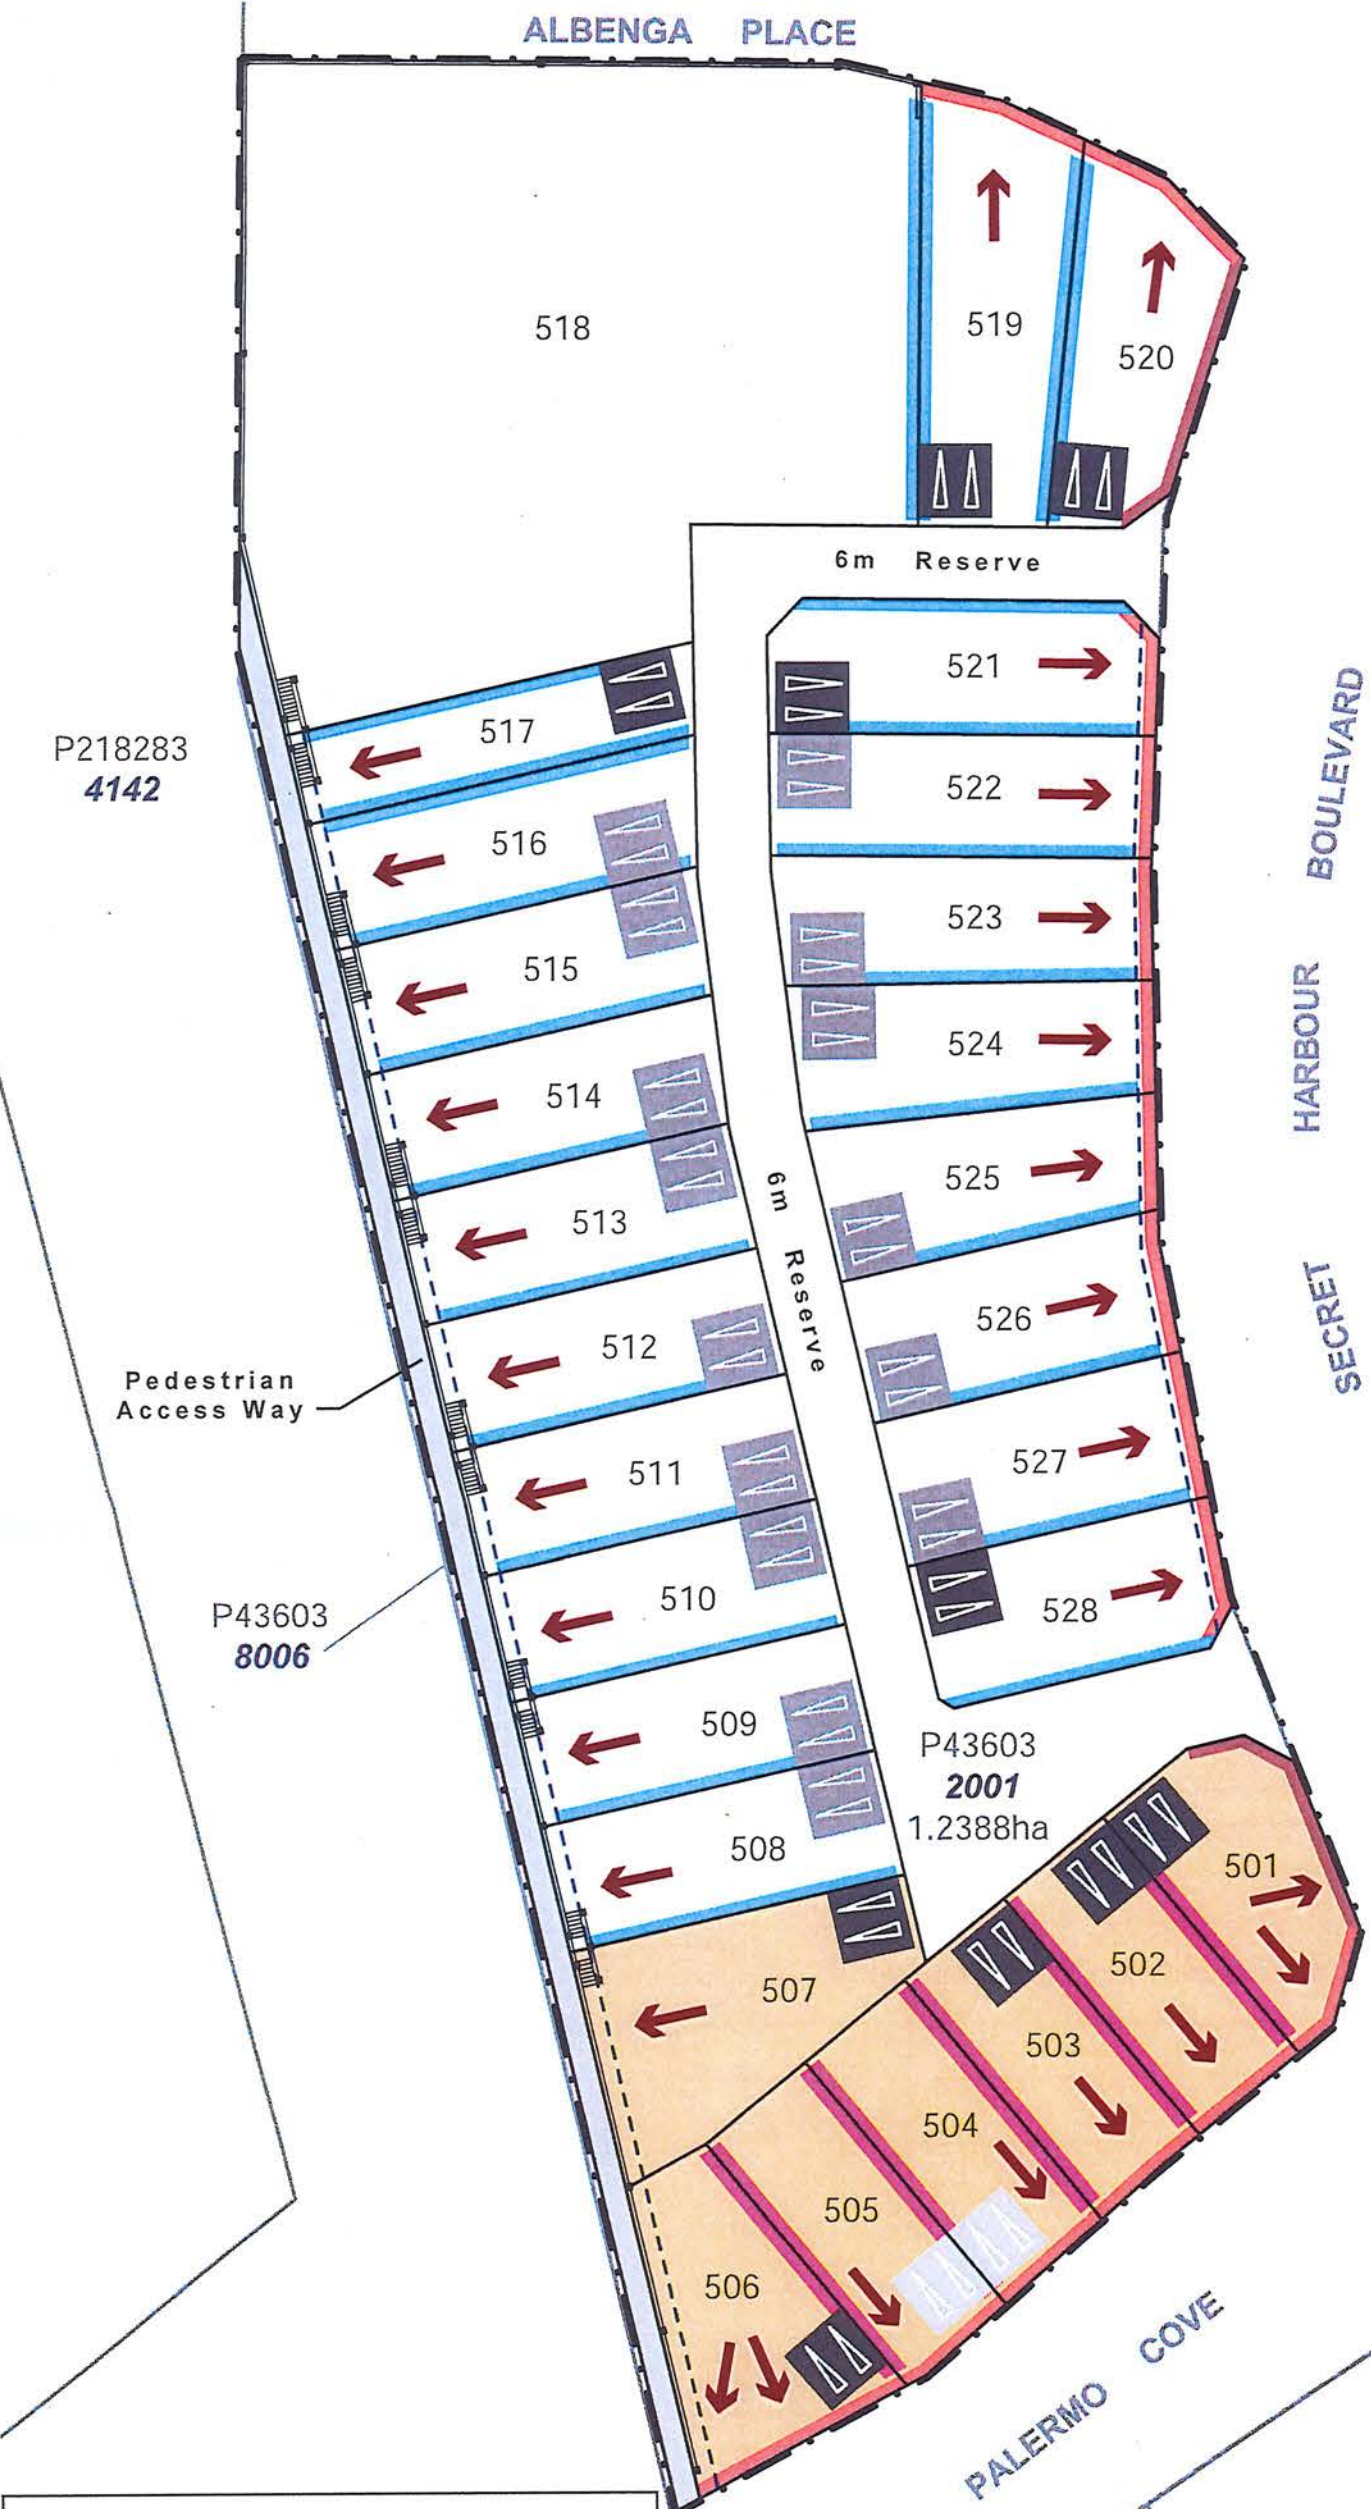 ALBENGA PLACE
518
519
520
6m Reserve
521
517
P218283
4142
522
516
523
515
524
514
525
513
6m Reserve
526
512
Pedestrian
Access Way
527
511
510
528
P43603
8006
509
P43603
2001
1.2388ha
508
501
502
507
503
504
505
506
SECRET HARBOUR BOULEVARD
PALERMO COVE